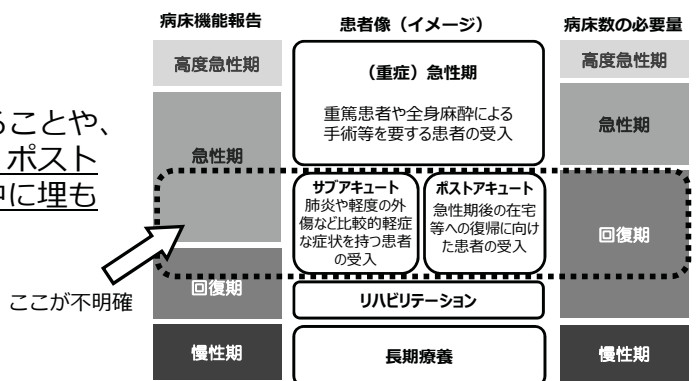 病床機能報告
患者像（イメージ）
病床数の必要量
高度急性期
（重症）急性期
高度急性期
重篤患者や全身麻酔による
手術等を要する患者の受入
ることや、
ポスト
中に埋も
急性期
急性期
サブアキュート
肺炎や軽度の外
傷など比較的軽症
な症状を持つ患者
の受入
ポストアキュート
急性期後の在宅
等への復帰に向け
た患者の受入
回復期
ここが不明確
回復期
リハビリテーション
慢性期
長期療養
慢性期